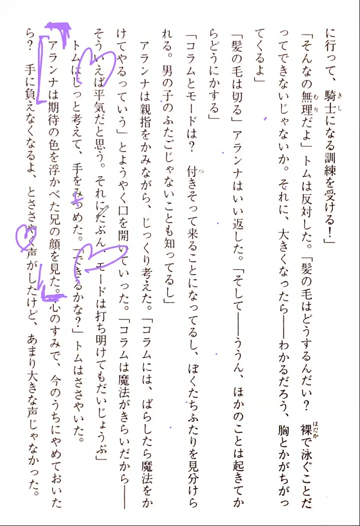 に行って、騎士になる訓練を受ける！」
「そんなの無理だよ」トムは反対した。「髪の毛はどうするんだい？　裸で泳ぐことだ
ってできないじゃないか。それに、大きくなったら――わかるだろう、胸とかがちがっ
てくるよ」
「髪の毛は切る」アランナはいい返した。「そして――ううん、ほかのことは起きてか
らどうにかする」
「コラムとモードは？　付きそって来ることになってるし、ぼくたちふたりを見分けら
れる。男の子のふたごじゃないことも知ってるし」
アランナは親指をかみながら、じっくり考えた。「コラムには、ばらしたら魔法をか
けてやるっていう」とようやく口を開いていった。「コラムは魔法がきらいだから――
そういえば平気だと思う。それにたぶん、モードは打ち明けてもだいじょうぶ」
トムはじっと考えて、手をみつめた。「できるかな？」トムはささやいた。
アランナは期待の色を浮かべた兄の顔を見た。心のすみで、今のうちにやめておいた
ら？　手に負えなくなるよ、とささやく声がしたけど、あまり大きな声じゃなかった。